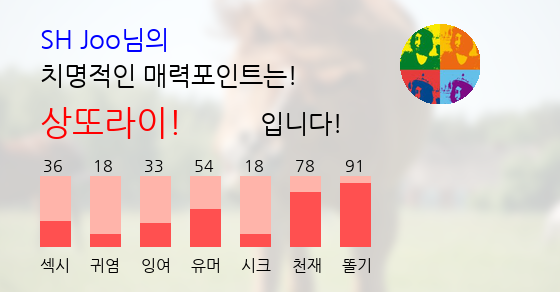 SH Joo님의
치명적인 매력포인트는!
상또라이! 입니다!
36 18 33 54 18 78 91
섹시 귀염 잉여 유머 시크 천재 똘기